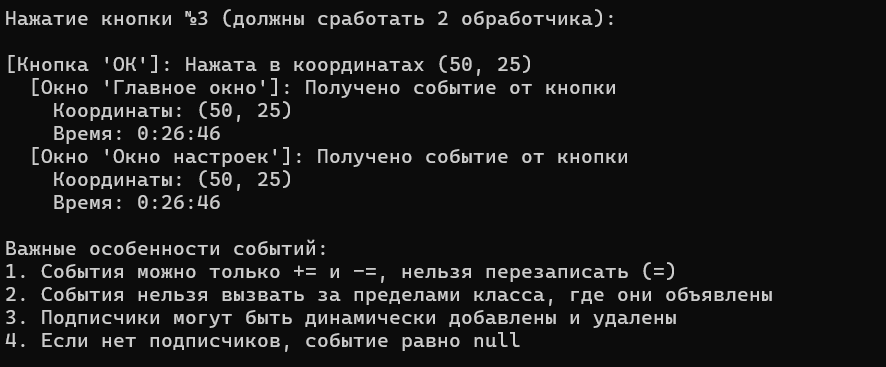 Нажатие кнопки №3 (должны сработать 2 обработчика):
[Кнопка 'ОК']: Нажата в координатах (50, 25)
[Окно 'Главное окно']: Получено событие от кнопки
Координаты: (50, 25)
Время: 0:26:46
[Окно 'Окно настроек']: Получено событие от кнопки
Координаты: (50, 25)
Время: 0:26:46
Важные особенности событий:
1. События можно только += и -=, нельзя перезаписать (=)
2. События нельзя вызвать за пределами класса, где они объявлены
3. Подписчики могут быть динамически добавлены и удалены
4. Если нет подписчиков, событие равно null